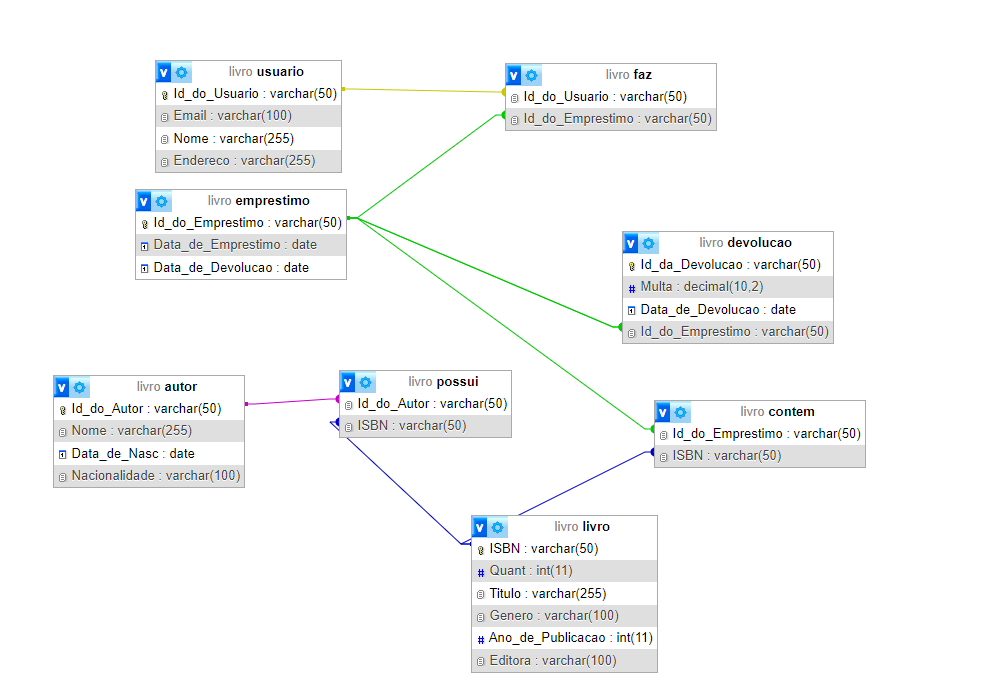 livro usuario
Id_do_Usuario : varchar(50)
Email : varchar(100)
Nome : varchar(255)
Endereco : varchar(255)
livro faz
Id_do_Usuario : varchar(50)
Id_do_Emprestimo : varchar(50)
livro emprestimo
Id_do_Emprestimo : varchar(50)
Data_de_Emprestimo : date
Data_de_Devolucao : date
livro devolucao
Id_da_Devolucao : varchar(50)
# Multa : decimal(10,2)
Data_de_Devolucao : date
Id_do_Emprestimo : varchar(50)
livro autor
Id_do_Autor : varchar(50)
Nome : varchar(255)
Data_de_Nasc : date
Nacionalidade : varchar(100)
livro possui
Id_do_Autor : varchar(50)
ISBN : varchar(50)
livro contem
Id_do_Emprestimo : varchar(50)
ISBN : varchar(50)
livro livro
ISBN : varchar(50)
# Quant : int(11)
Titulo : varchar(255)
Genero : varchar(100)
# Ano_de_Publicacao : int(11)
Editora : varchar(100)